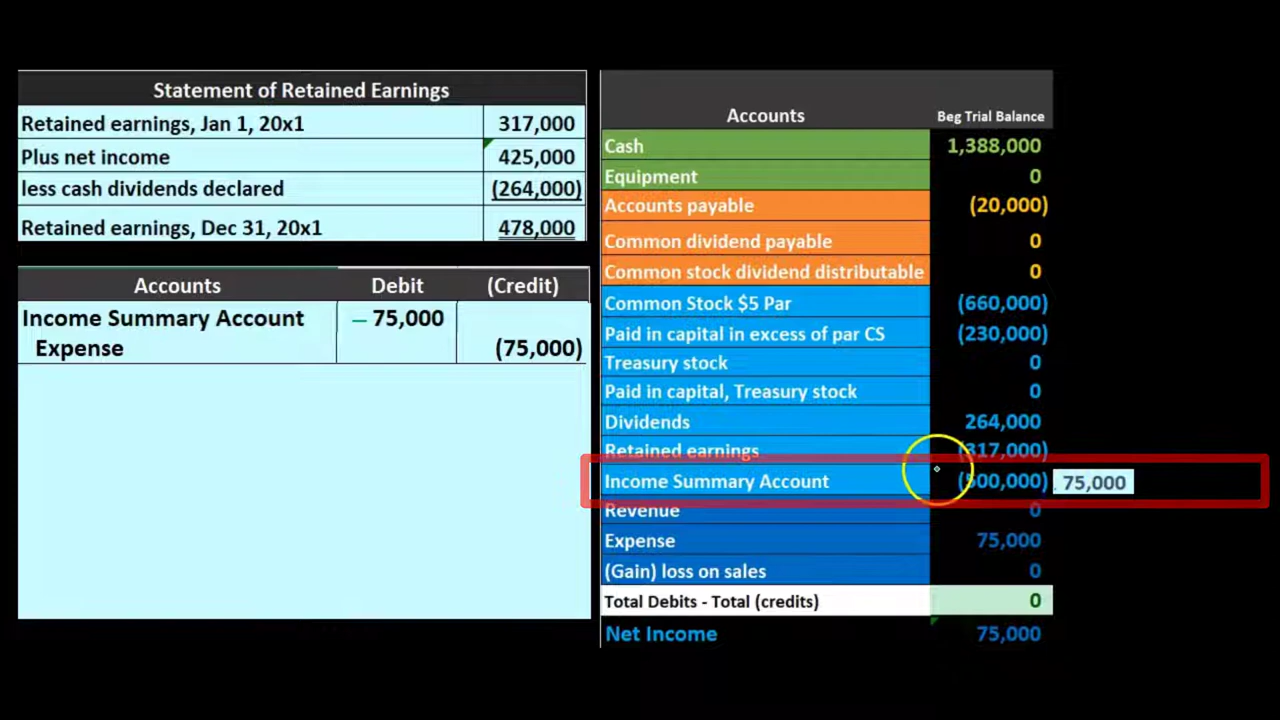 Statement of Retained Earnings
Retained earnings, Jan 1, 20x1 317,000
Plus net income 425,000
less cash dividends declared (264,000)
Retained earnings, Dec 31, 20x1 478,000
Accounts Debit (Credit)
Income Summary Account 75,000
Expense (75,000)
Accounts Beg Trial Balance
Cash 1,388,000
Equipment 0
Accounts payable (20,000)
Common dividend payable 0
Common stock dividend distributable 0
Common Stock $5 Par (660,000)
Paid in capital in excess of par CS (230,000)
Treasury stock 0
Paid in capital, Treasury stock 0
Dividends 264,000
Retained earnings (317,000)
Income Summary Account (500,000) 75,000
Revenue 0
Expense 75,000
(Gain) loss on sales 0
Total Debits - Total (credits) 0
Net Income 75,000